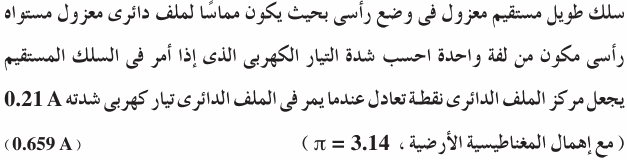 سلك طويل مستقيم معزول فى وضع رأسى بحيث يكون مماسًا لملف دائرى معزول مستواه
رأسى مكون من لفة واحدة احسب شدة التيار الكهربى الذى إذا أمر فى السلك المستقيم
يجعل مركز الملف الدائرى نقطة تعادل عندما يمر فى الملف الدائرى تيار كهربى شدته 0.21 A
( مع إهمال المغناطيسية الأرضية ، π = 3.14 ) (0.659 A)